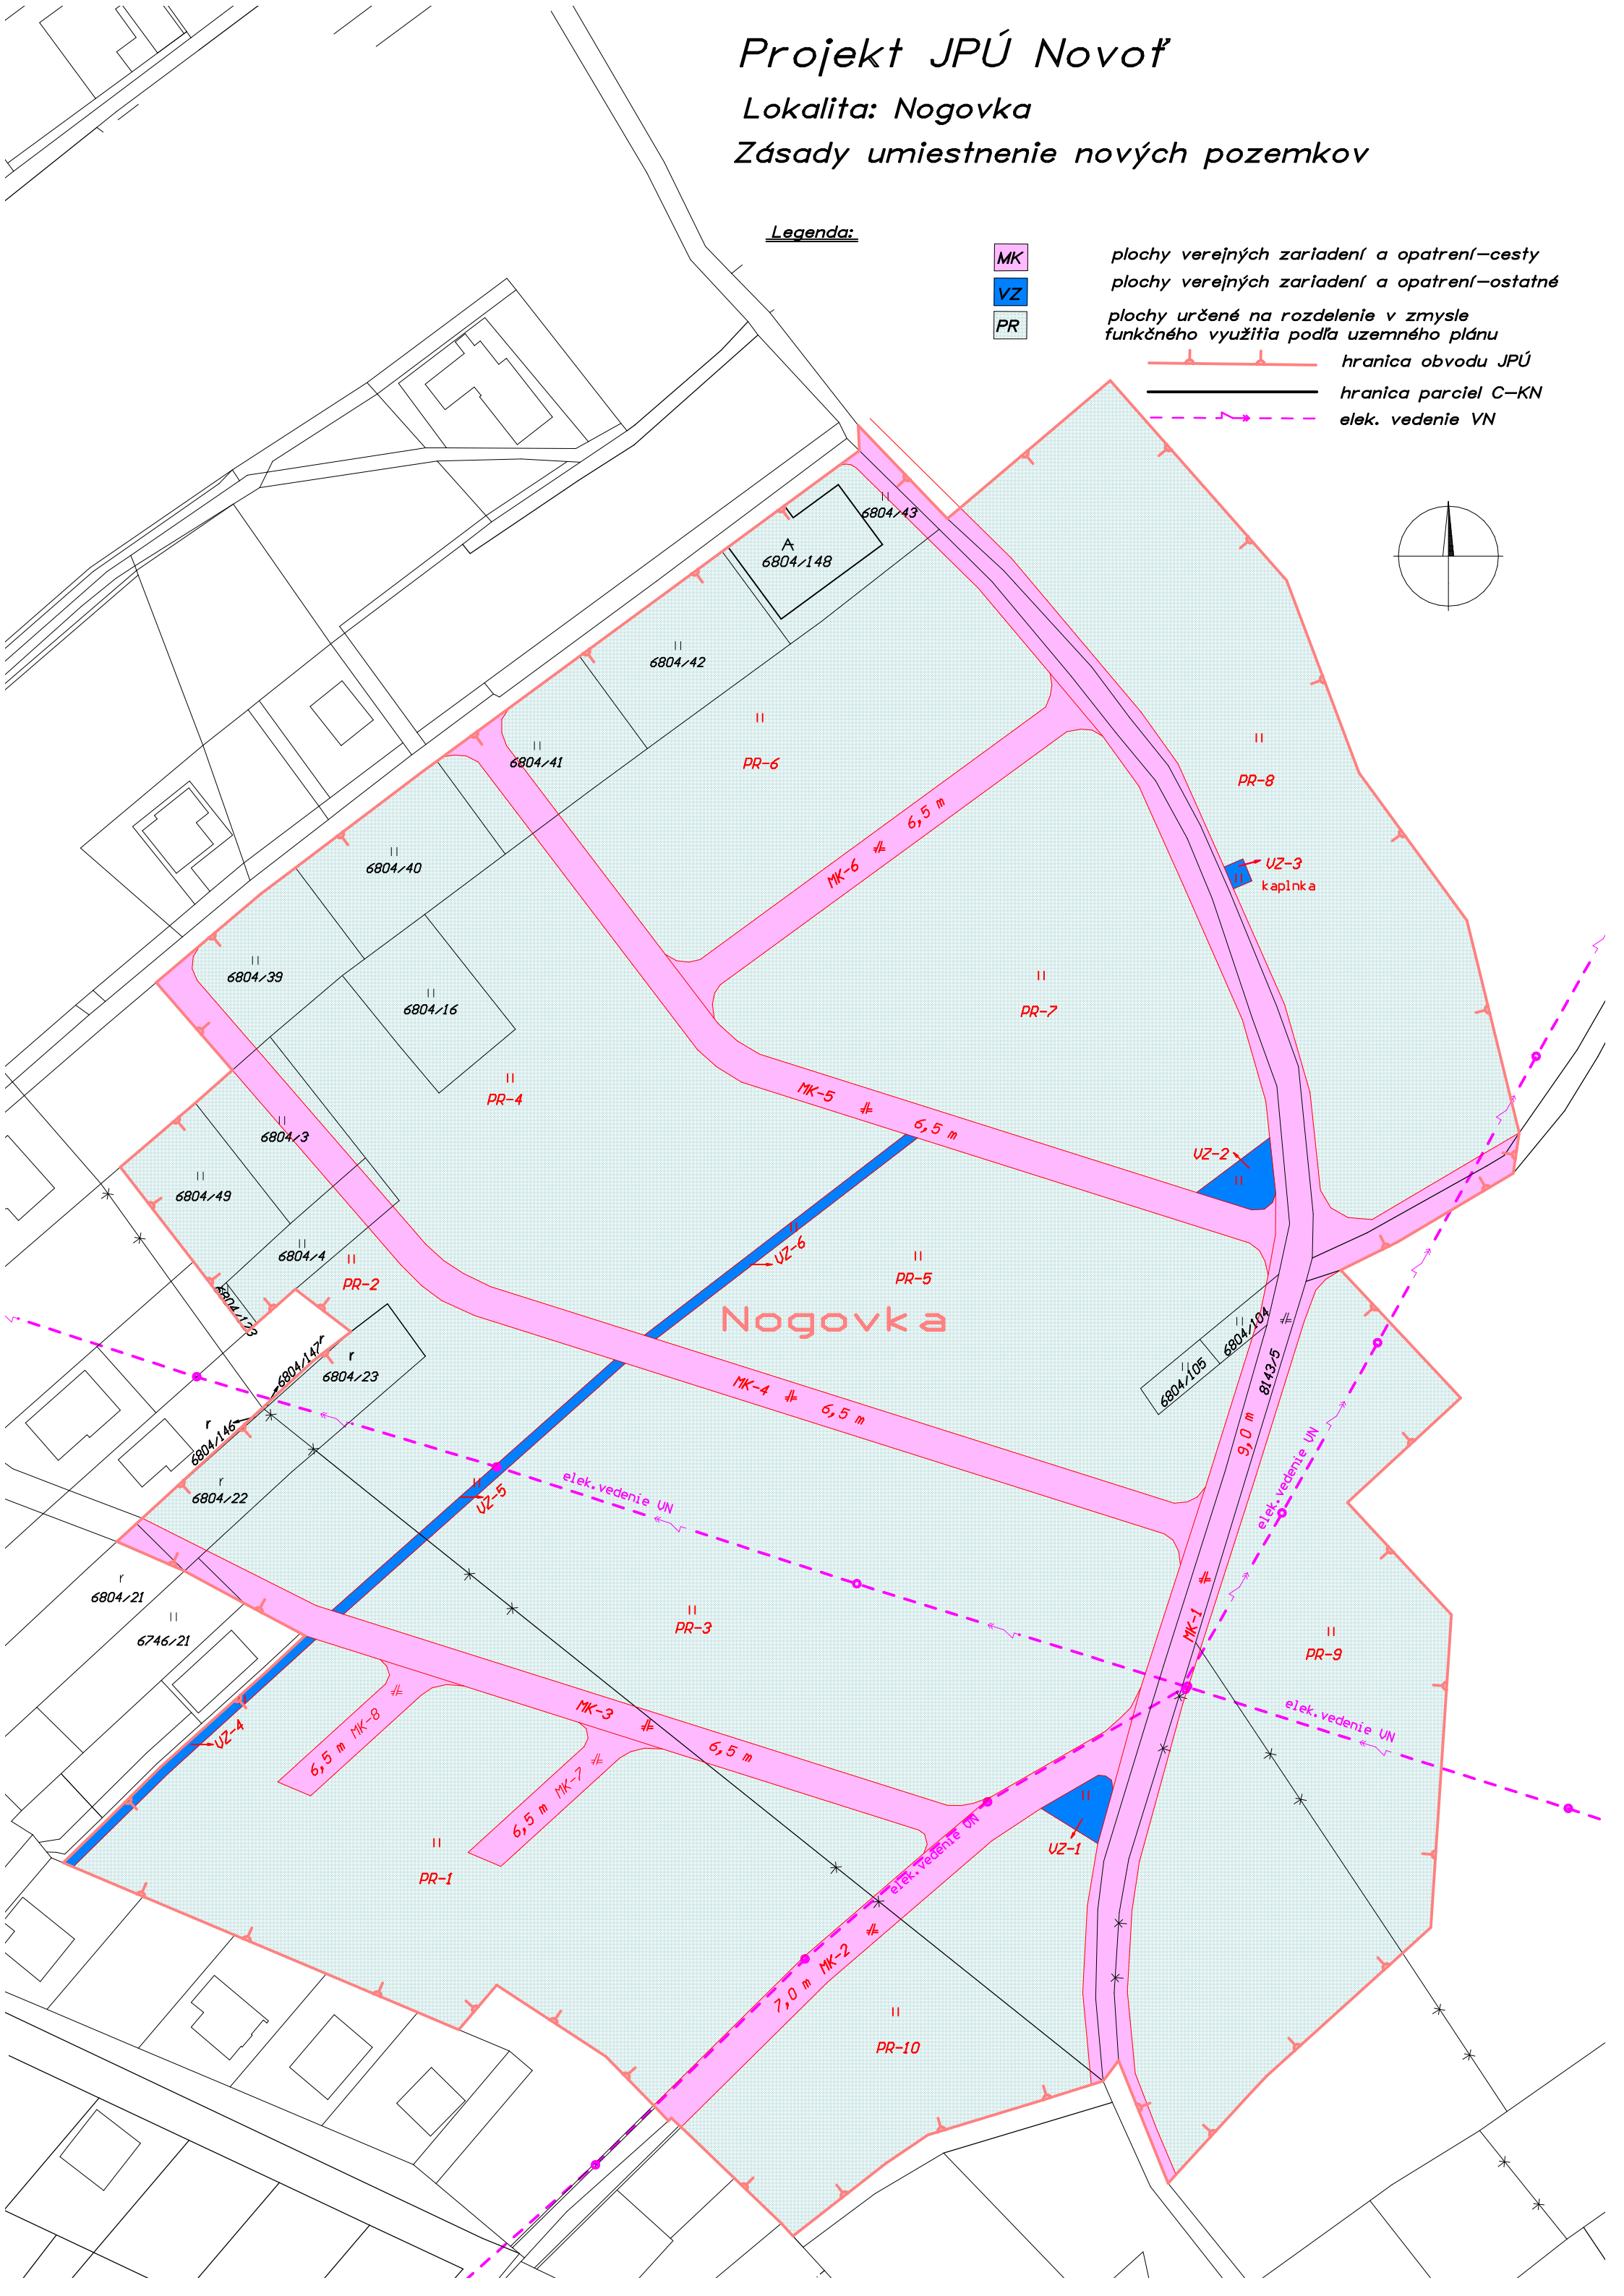 Projekt JPÚ Novoť
Lokalita: Nogovka
Zásady umiestnenie nových pozemkov
Legenda:
MK plochy verejných zariadení a opatrení-cesty
VZ plochy verejných zariadení a opatrení-ostatné
PR plochy určené na rozdelenie v zmysle
funkčného využitia podľa uzemného plánu
hranica obvodu JPÚ
hranica parciel C-KN
elek. vedenie VN
6804/43
A
6804/148
6804/42
PR-6
6804/41
PR-8
6,5 m
MK-6
6804/40
VZ-3
kaplnka
6804/39
6804/16
PR-7
PR-4
MK-5
6,5 m
6804/3
VZ-2
6804/49
6804/4
VZ-6
PR-5
PR-2
6804/123
Nogovka
6804/104
6804/105
8143/5
6804/147
r
r
6804/23
MK-4
6,5 m
9,0 m
r
6804/146
r
6804/22
VZ-5
elek.vedenie VN
elek.vedenie VN
r
6804/21
6746/21
PR-3
MK-1
PR-9
MK-3
6,5 m
MK-8
6,5 m
VZ-4
elek.vedenie VN
MK-7
6,5 m
VZ-1
elek.vedenie VN
PR-1
MK-2
7,0 m
PR-10